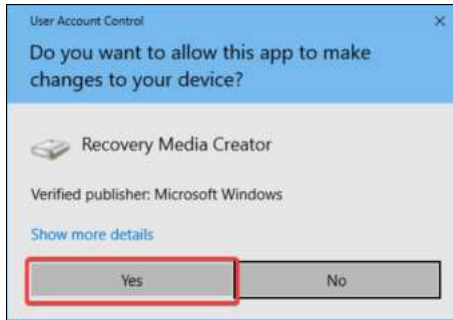 User Account Control
Do you want to allow this app to make
changes to your device?
Recovery Media Creator
Verified publisher: Microsoft Windows
Show more details
Yes
No